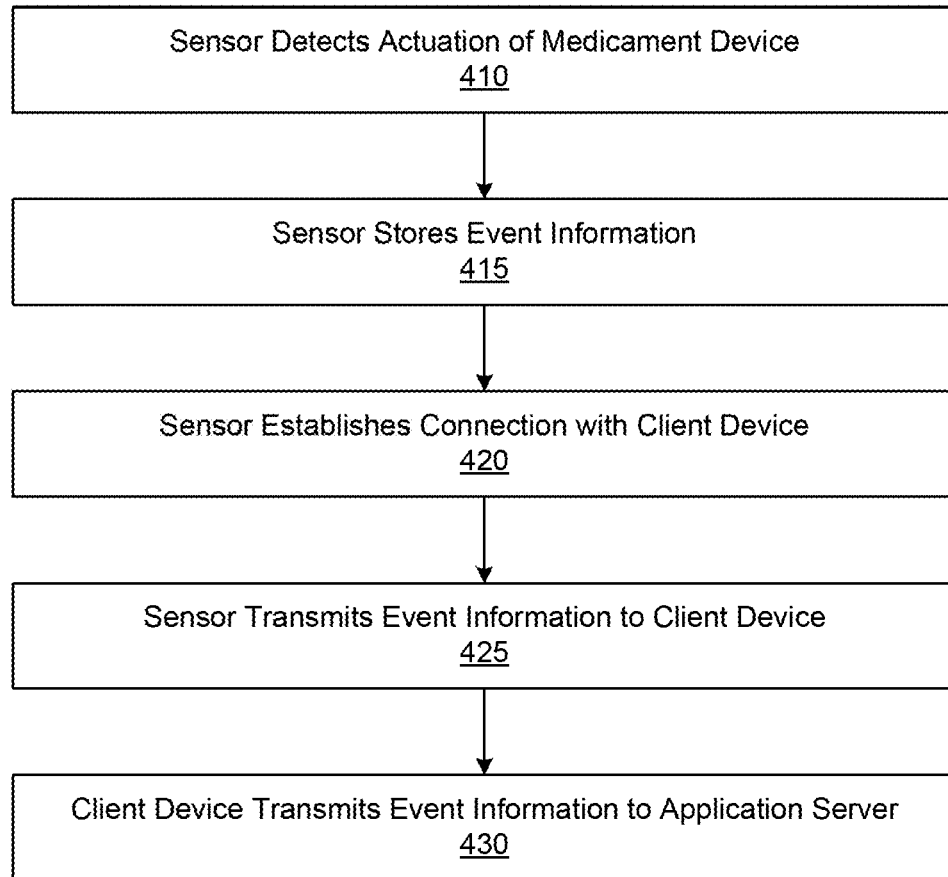 Sensor Detects Actuation of Medicament Device
410
Sensor Stores Event Information
415
Sensor Establishes Connection with Client Device
420
Sensor Transmits Event Information to Client Device
425
Client Device Transmits Event Information to Application Server
430